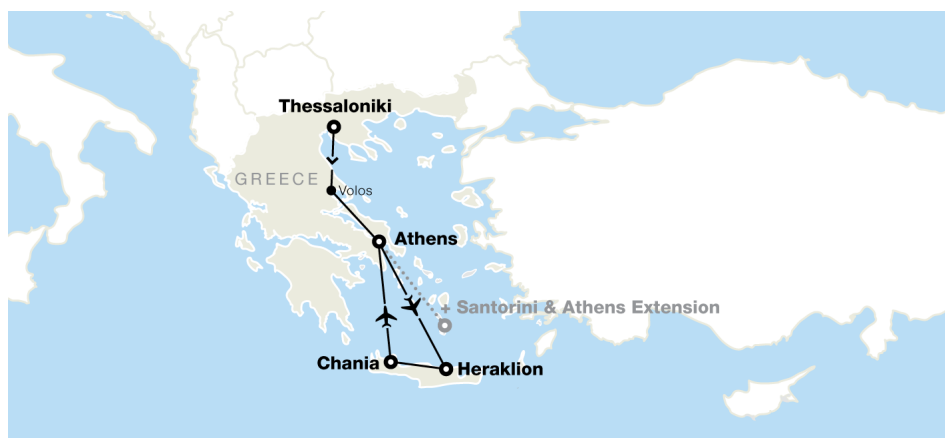 Thessaloniki
GREECE
Volos
Athens
+ Santorini & Athens Extension
Chania
Heraklion